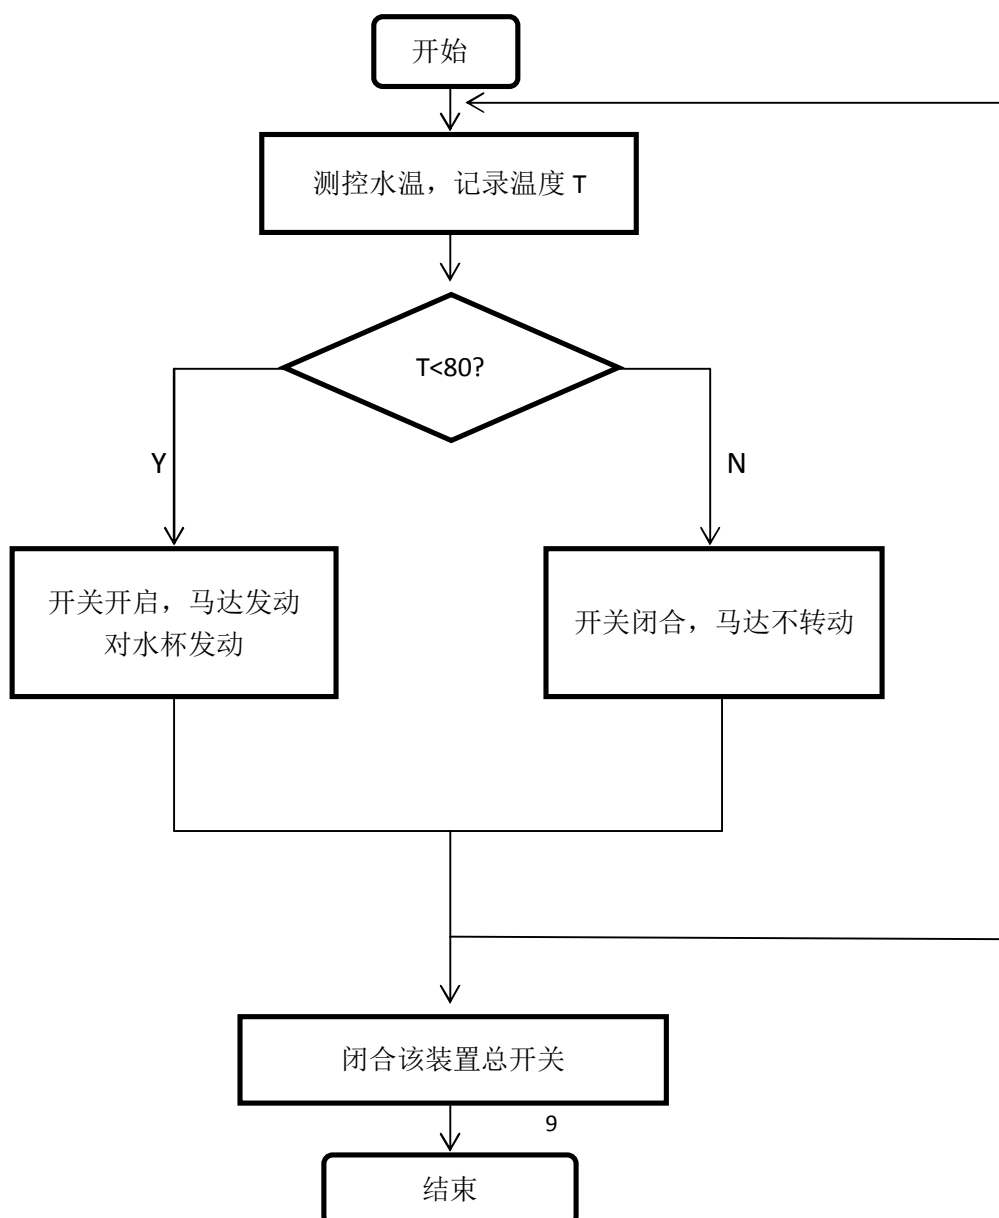 开始
测控水温，记录温度 T
T<80?
Y
N
开关开启，马达发动
对水杯发动
开关闭合，马达不转动
闭合该装置总开关
9
结束